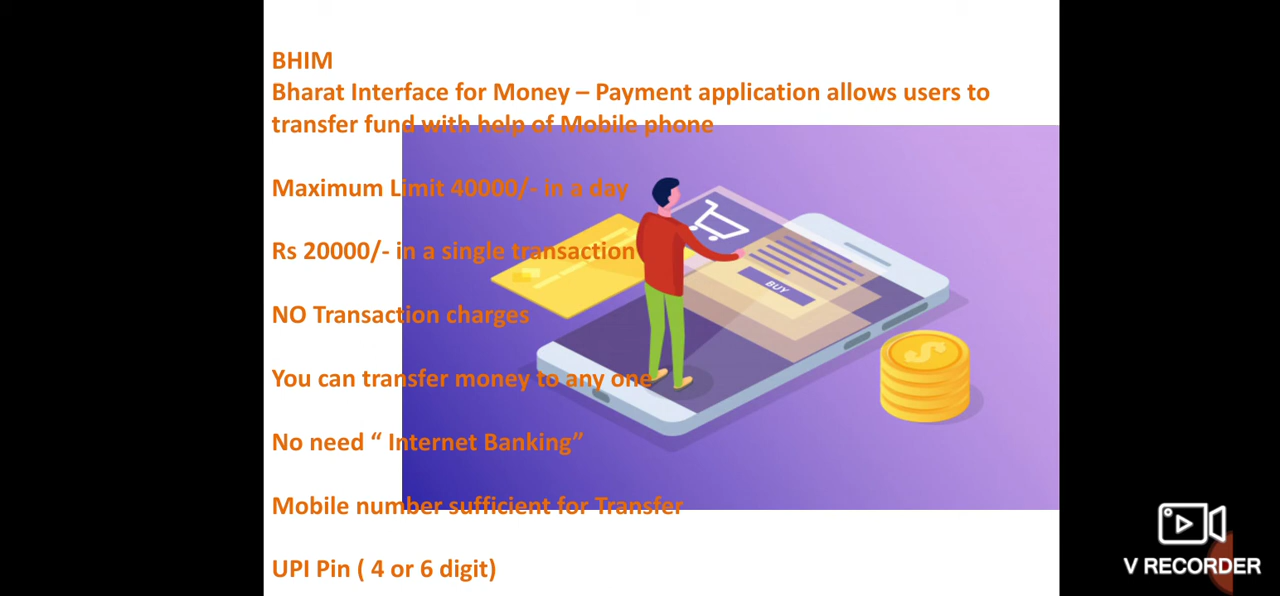 BHIM
Bharat Interface for Money – Payment application allows users to
transfer fund with help of Mobile phone
Maximum Limit 40000/- in a day
Rs 20000/- in a single transaction
NO Transaction charges
You can transfer money to any one
No need “ Internet Banking”
Mobile number sufficient for Transfer
UPI Pin ( 4 or 6 digit)
BUY
V RECORDER